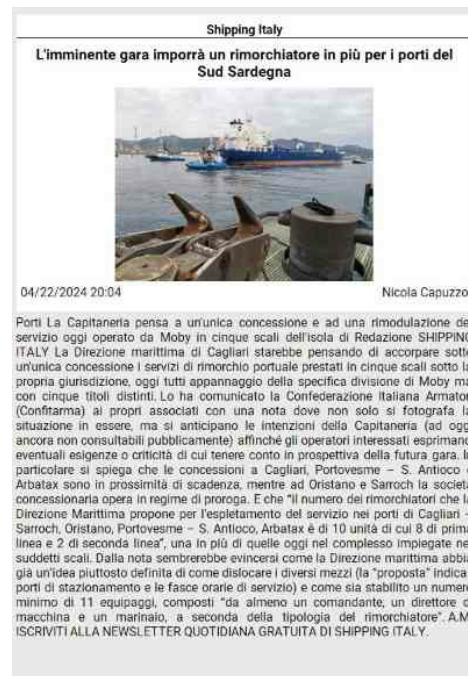 Shipping Italy
L'imminente gara imporrà un rimorchiatore in più per i porti del
Sud Sardegna
04/22/2024 20:04
Nicola Capuzzo
Porti La Capitaneria pensa a un'unica concessione e ad una rimodulazione de
servizio oggi operato da Moby in cinque scali dell'isola di Redazione SHIPPING
ITALY La Direzione marittima di Cagliari starebbe pensando di accorpare sotto
un'unica concessione i servizi di rimorchio portuale prestati in cinque scali sotto la
propria giurisdizione, oggi tutti appannaggio della specifica divisione di Moby ma
con cinque titoli distinti. Lo ha comunicato la Confederazione Italiana Armator
(Confitarma) ai propri associati con una nota dove non solo si fotografa la
situazione in essere, ma si anticipano le intenzioni della Capitaneria (ad oggi
ancora non consultabili pubblicamente) affinché gli operatori interessati esprimano
eventuali esigenze o criticità di cui tenere conto in prospettiva della futura gara. In
particolare si spiega che le concessioni a Cagliari, Portovesme – S. Antioco e
Arbatax sono in prossimità di scadenza, mentre ad Oristano e Sarroch la società
concessionaria opera in regime di proroga. E che "il numero dei rimorchiatori che la
Direzione Marittima propone per l'espletamento del servizio nei porti di Cagliari –
Sarroch, Oristano, Portovesme – S. Antioco, Arbatax è di 10 unità di cui 8 di prima
linea e 2 di seconda linea", una in più di quelle oggi nel complesso impiegate nei
suddetti scali. Dalla nota sembrerebbe evincersi come la Direzione marittima abbia
già un'idea piuttosto definita di come dislocare i diversi mezzi (la "proposta" indica
porti di stazionamento e le fasce orarie di servizio) e come sia stabilito un numero
minimo di 11 equipaggi, composti "da almeno un comandante, un direttore d
macchina e un marinaio, a seconda della tipologia del rimorchiatore". A.M
ISCRIVITI ALLA NEWSLETTER QUOTIDIANA GRATUITA DI SHIPPING ITALY.